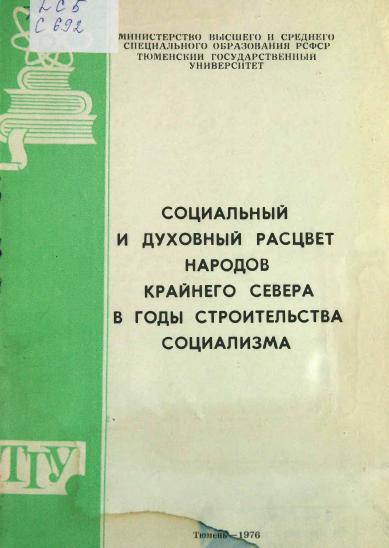 2С5
С692
МИНИСТЕРСТВО ВЫСШЕГО И СРЕДНЕГО
СПЕЦИАЛЬНОГО ОБРАЗОВАНИЯ РСФСР
ТЮМЕНСКИЙ ГОСУДАРСТВЕННЫЙ
УНИВЕРСИТЕТ
СОЦИАЛЬНЫЙ
И ДУХОВНЫЙ РАСЦВЕТ
НАРОДОВ
КРАЙНЕГО СЕВЕРА
В ГОДЫ СТРОИТЕЛЬСТВА
СОЦИАЛИЗМА
ТГУ
Тюмень—1976